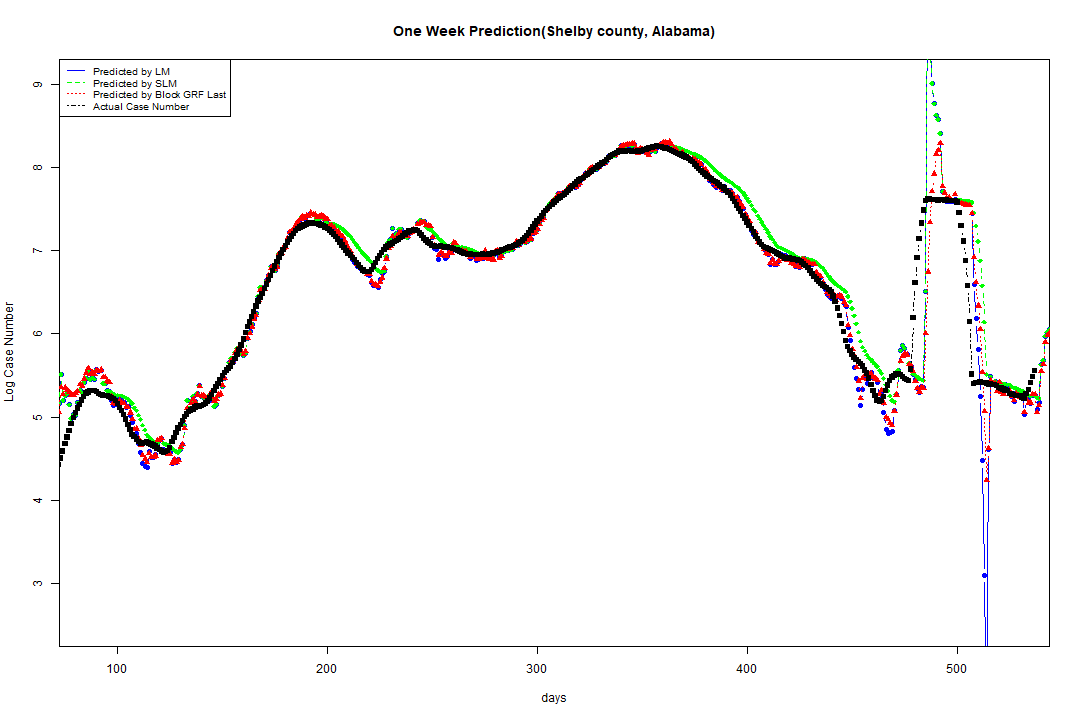 One Week Prediction(Shelby county, Alabama)
Predicted by LM
Predicted by SLM
Predicted by Block GRF Last
Actual Case Number
9
8
7
6
5
4
3
Log Case Number
100 200 300 400 500
days